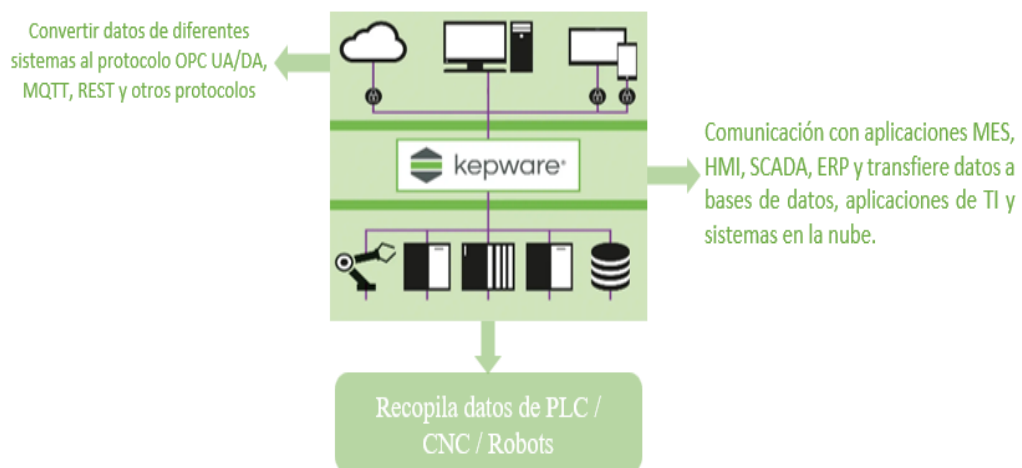 Convertir datos de diferentes
sistemas al protocolo OPC UA/DA,
MQTT, REST y otros protocolos
kepware®
Comunicación con aplicaciones MES,
HMI, SCADA, ERP y transfiere datos a
bases de datos, aplicaciones de TI y
sistemas en la nube.
Recopila datos de PLC /
CNC / Robots